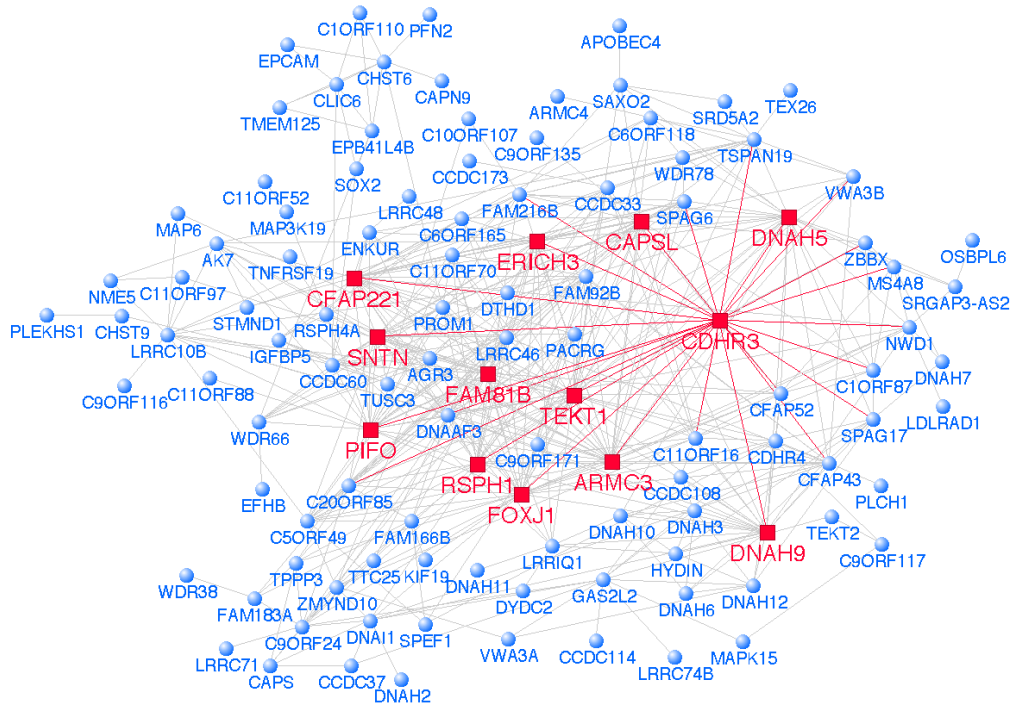 C1ORF110
PFN2
APOBEC4
EPCAM
CHST6
CLIC6
CAPN9
SAXO2
TEX26
ARMC4
SRD5A2
TMEM125
C10ORF107
C6ORF118
EPB41L4B
C9ORF135
TSPAN19
SOX2
CCDC173
WDR78
VWA3B
C11ORF52
LRRC48
FAM216B
CCDC33
SPAG6
MAP6
MAP3K19
C6ORF165
CAPSL
DNAH5
ENKUR
ERICH3
ZBBX
OSBPL6
AK7
TNFRSF19
C11ORF70
MS4A8
NME5
C11ORF97
CFAP221
FAM92B
SRGAP3-AS2
DTHD1
STMND1
RSPH4A
PROM1
PLEKHS1
CHST9
CDHR3
LRRC10B
IGFBP5
SNTN
LRRC46
PACRG
NWD1
CCDC60
AGR3
C1ORF87
DNAH7
C9ORF116
C11ORF88
TUSC3
FAM81B
TEKT1
CFAP52
WDR66
DNAAF3
LDLRAD1
SPAG17
PIFO
C9ORF171
C11ORF16
CDHR4
RSPH1
ARMC3
CFAP43
EFHB
C20ORF85
CCDC108
PLCH1
FOXJ1
C5ORF49
FAM166B
DNAH10
DNAH3
TEKT2
DNAH9
C9ORF117
LRRIQ1
HYDIN
TPPP3
TTC25
KIF19
WDR38
DNAH11
GAS2L2
DNAH12
FAM183A
ZMYND10
DYDC2
DNAH6
C9ORF24
DNAI1
SPEF1
VWA3A
CCDC114
MAPK15
LRRC71
CAPS
CCDC37
DNAH2
LRRC74B